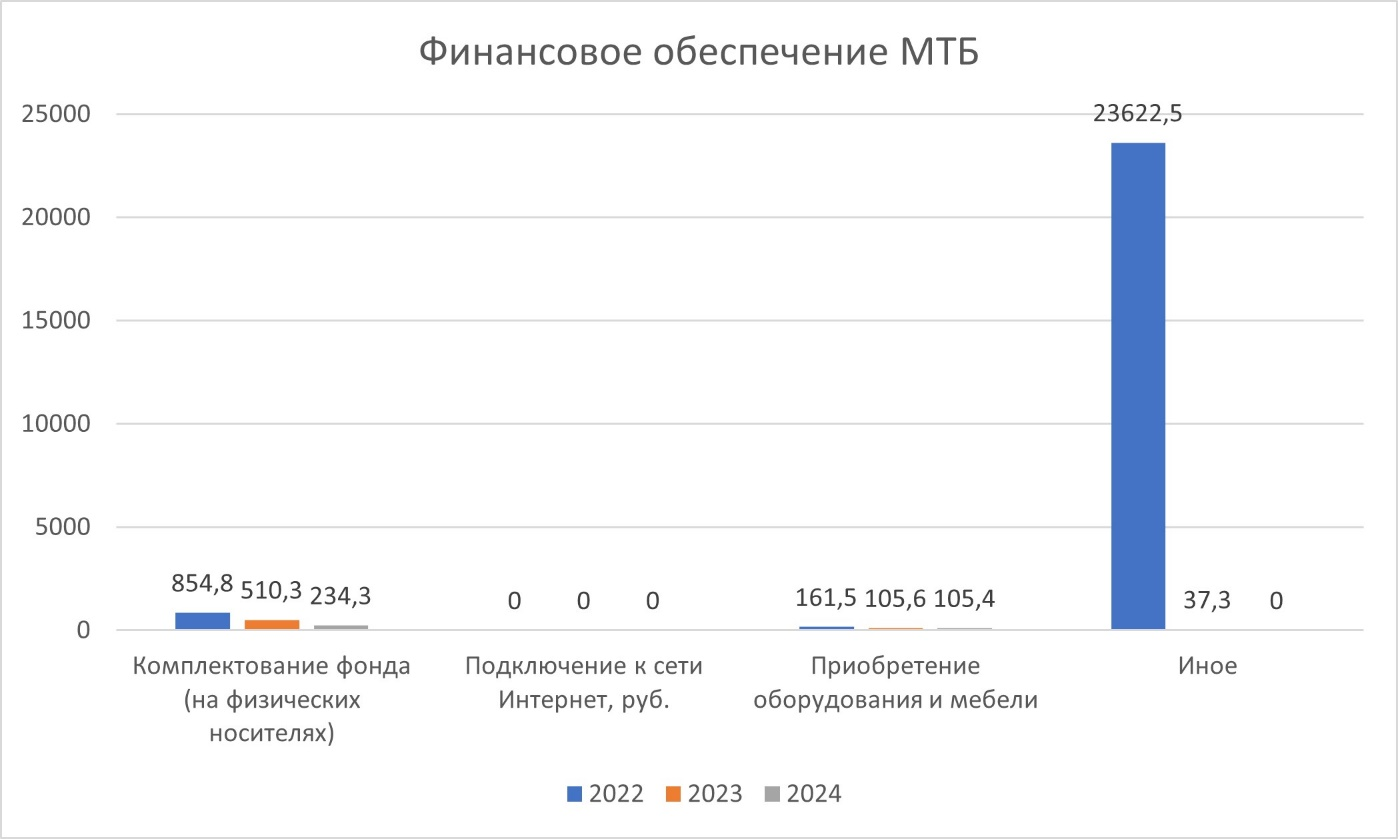 Финансовое обеспечение МТБ
25000
20000
15000
10000
5000
0
23622,5
854,8 510,3 234,3
0 0 0
161,5 105,6 105,4
37,3 0
Комплектование фонда
(на физических
носителях)
Подключение к сети
Интернет, руб.
Приобретение
оборудования и мебели
Иное
2022 2023 2024